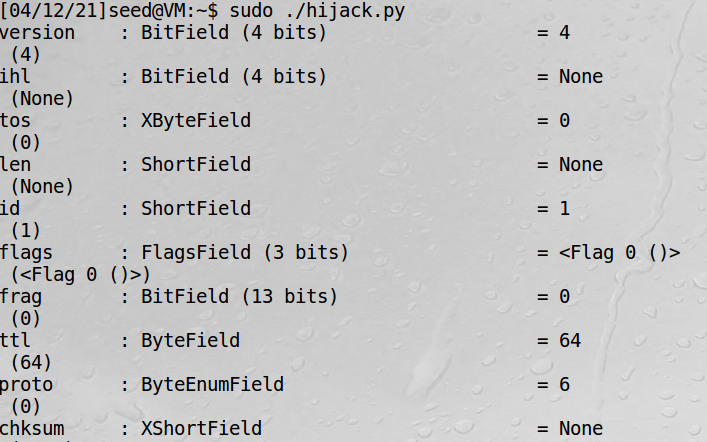 [04/12/21]seed@VM:~$ sudo ./hijack.py
version    : BitField (4 bits)                   = 4
 (4)
ihl        : BitField (4 bits)                   = None
 (None)
tos        : XByteField                          = 0
 (0)
len        : ShortField                          = None
 (None)
id         : ShortField                          = 1
 (1)
flags      : FlagsField (3 bits)                 = <Flag 0 ()>
 (<Flag 0 ()>)
frag       : BitField (13 bits)                  = 0
 (0)
ttl        : ByteField                           = 64
 (64)
proto      : ByteEnumField                       = 6
 (0)
chksum     : XShortField                         = None